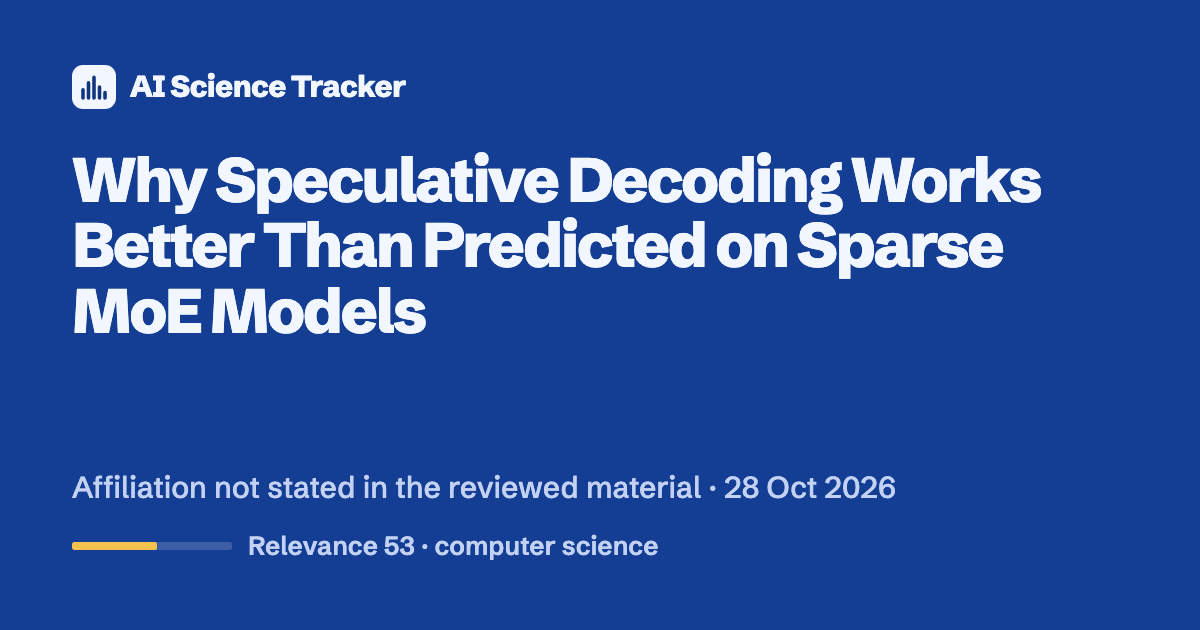 AI Science Tracker
Why Speculative Decoding Works
Better Than Predicted on Sparse
MoE Models
Affiliation not stated in the reviewed material · 28 Oct 2026
Relevance 53 · computer science